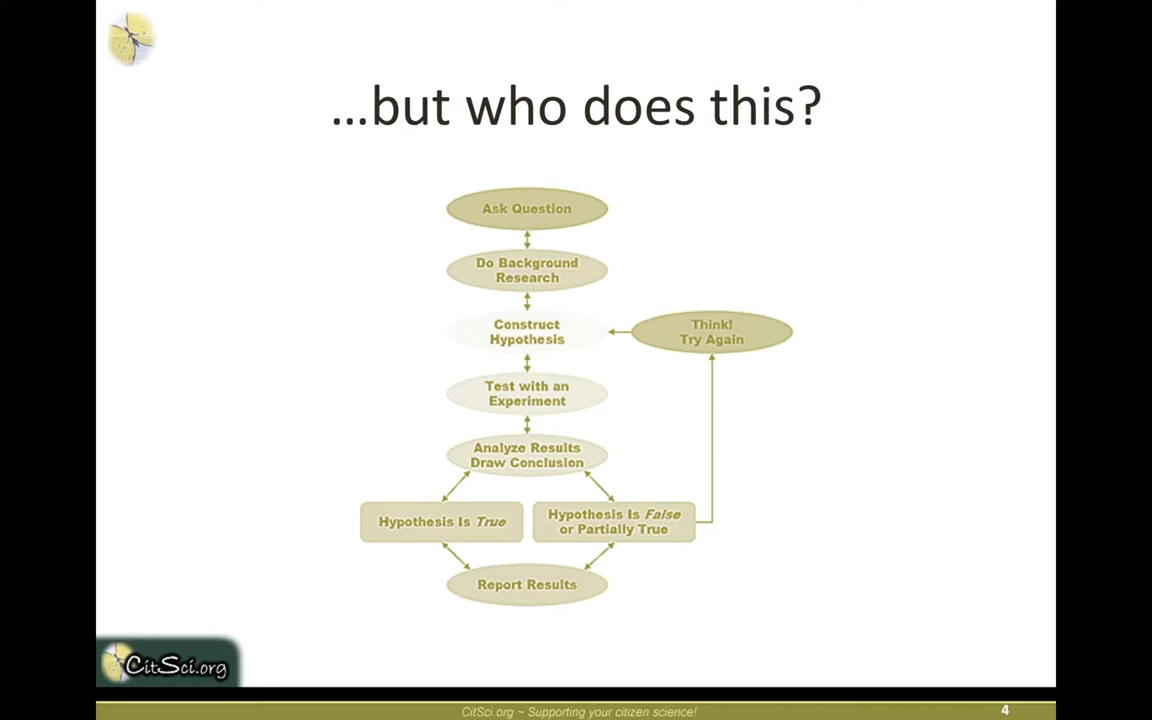 ...but who does this?
Ask Question
Do Background
Research
Construct
Hypothesis
Think!
Try Again
Test with an
Experiment
Analyze Results
Draw Conclusion
Hypothesis Is True
Hypothesis Is False
or Partially True
Report Results
CitSci.org
CitSci.org ~ Supporting your citizen science!
4